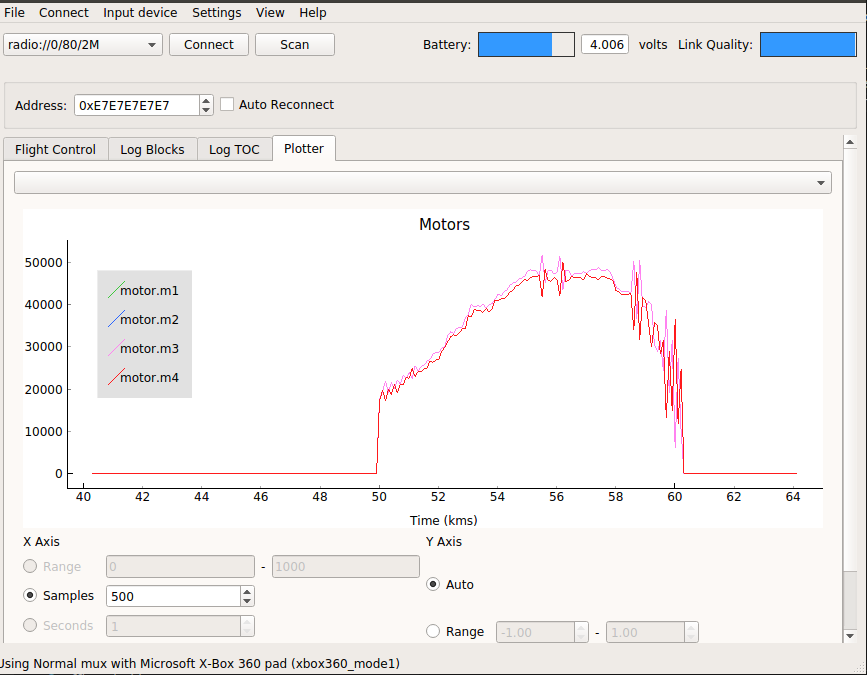 File Connect Input device Settings View Help
radio://0/80/2M Connect Scan Battery: 4.006 volts Link Quality:
Address: 0xE7E7E7E7E7 Auto Reconnect
Flight Control Log Blocks Log TOC Plotter
Motors
50000
40000
30000
20000
10000
0
motor.m1
motor.m2
motor.m3
motor.m4
40 42 44 46 48 50 52 54 56 58 60 62 64
Time (kms)
X Axis Y Axis
Range 0 - 1000
Auto
Samples 500
Seconds 1
Range -1.00 - 1.00
Using Normal mux with Microsoft X-Box 360 pad (xbox360_mode1)